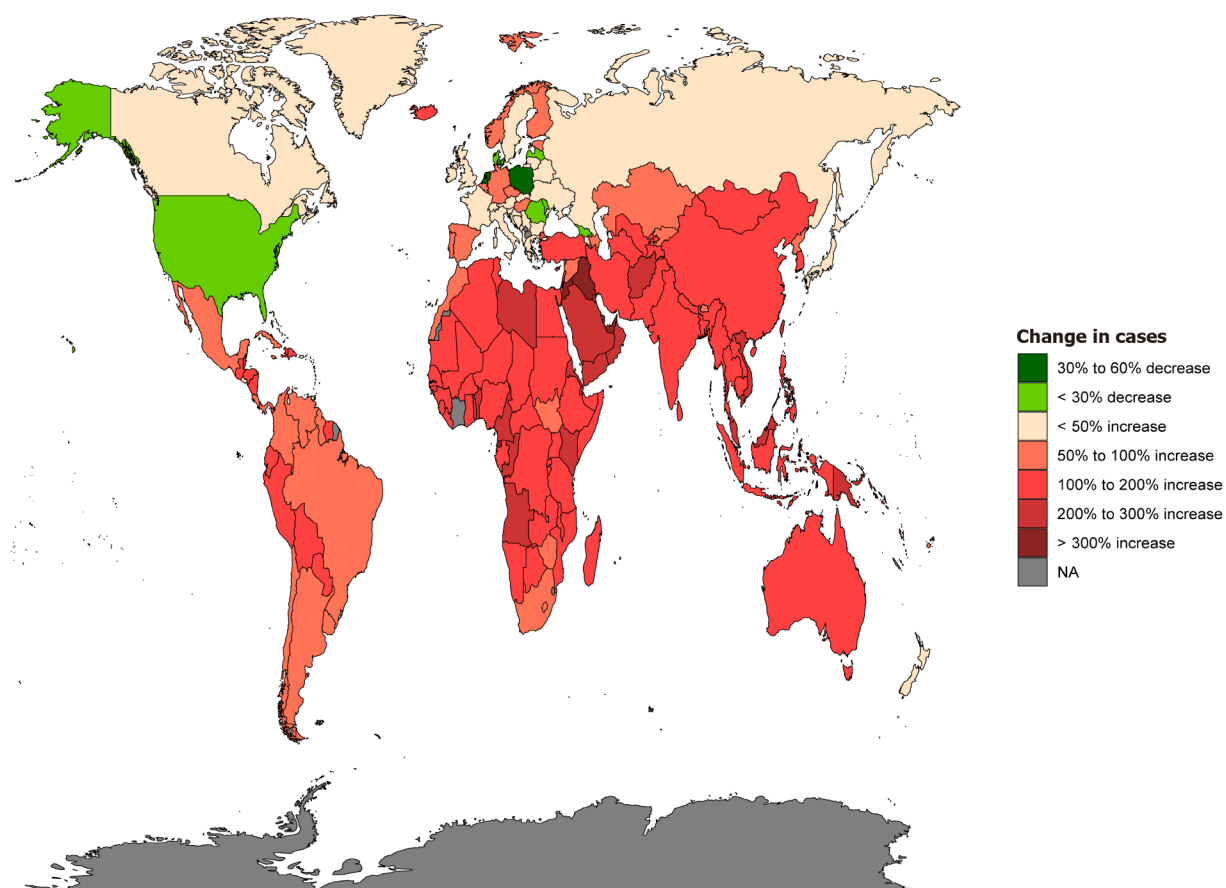 Change in cases
30% to 60% decrease
< 30% decrease
< 50% increase
50% to 100% increase
100% to 200% increase
200% to 300% increase
> 300% increase
NA